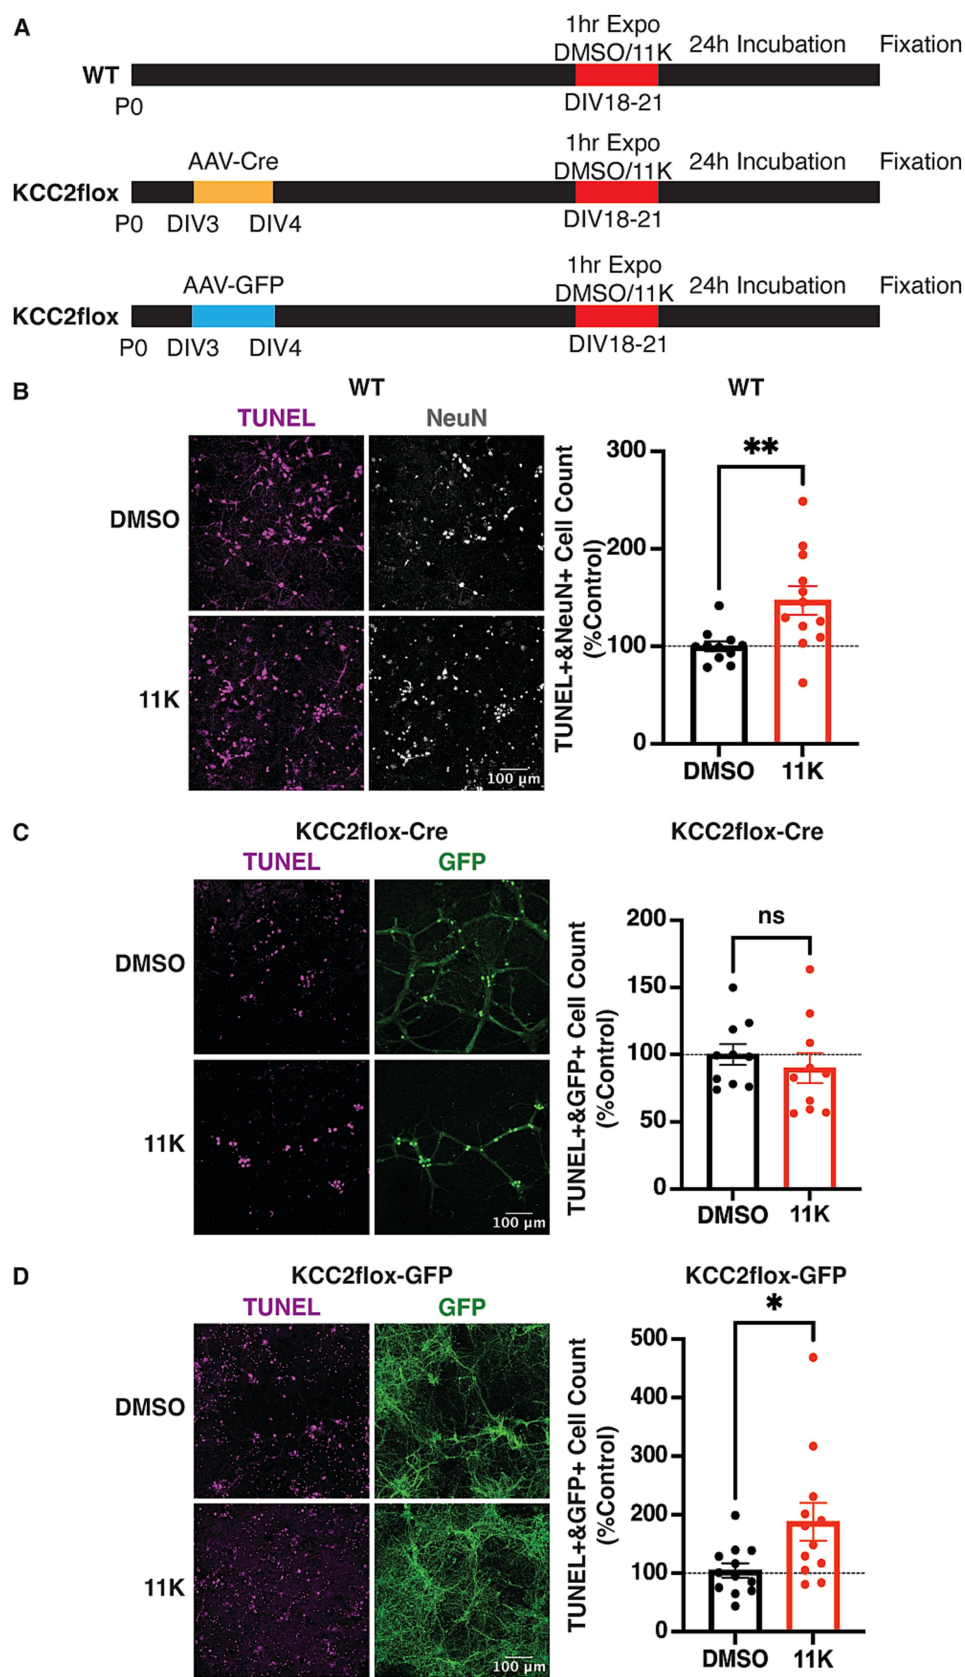 A
1hr Expo
DMSO/11K 24h Incubation Fixation
WT
P0 DIV18-21
AAV-Cre 1hr Expo
DMSO/11K 24h Incubation Fixation
KCC2flox
P0 DIV3 DIV4 DIV18-21
AAV-GFP 1hr Expo
DMSO/11K 24h Incubation Fixation
KCC2flox
P0 DIV3 DIV4 DIV18-21
B
WT
TUNEL NeuN
DMSO
11K
100 µm
WT
**
TUNEL+&NeuN+ Cell Count
(%Control)
300
200
100
0
DMSO 11K
C
KCC2flox-Cre
TUNEL GFP
DMSO
11K
100 µm
KCC2flox-Cre
ns
TUNEL+&GFP+ Cell Count
(%Control)
200
150
100
50
0
DMSO 11K
D
KCC2flox-GFP
TUNEL GFP
DMSO
11K
100 µm
KCC2flox-GFP
*
TUNEL+&GFP+ Cell Count
(%Control)
500
400
300
200
100
0
DMSO 11K